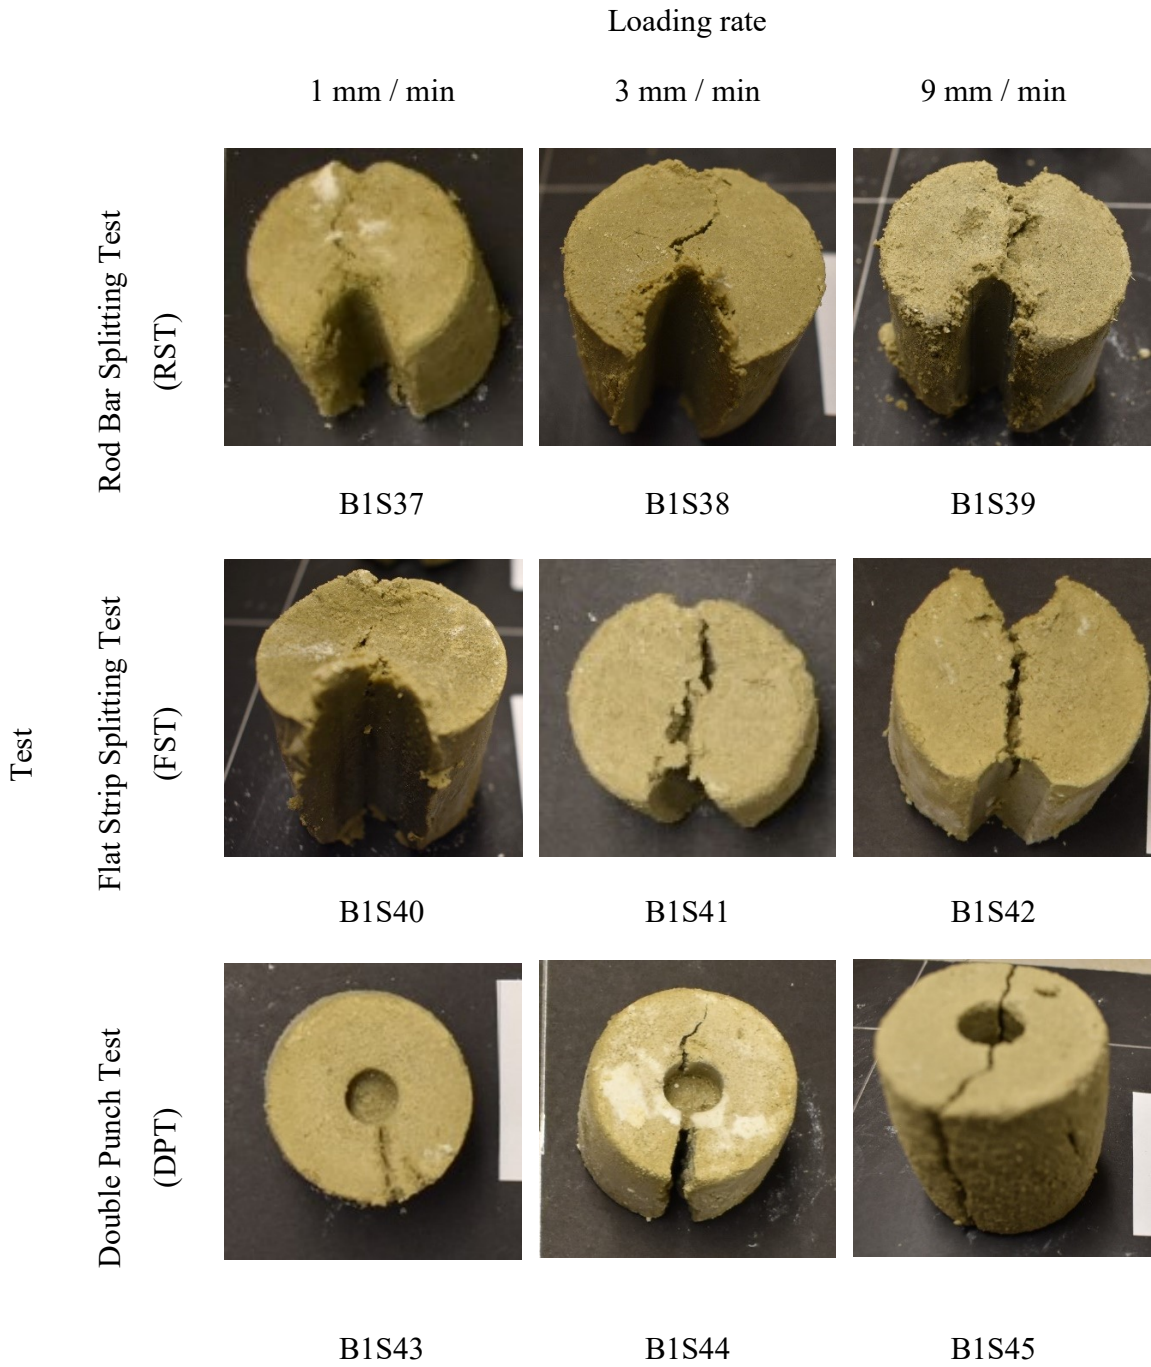 Loading rate
1 mm / min
3 mm / min
9 mm / min
Test
Rod Bar Splitting Test
(RST)
B1S37
B1S38
B1S39
Flat Strip Splitting Test
(FST)
B1S40
B1S41
B1S42
Double Punch Test
(DPT)
B1S43
B1S44
B1S45